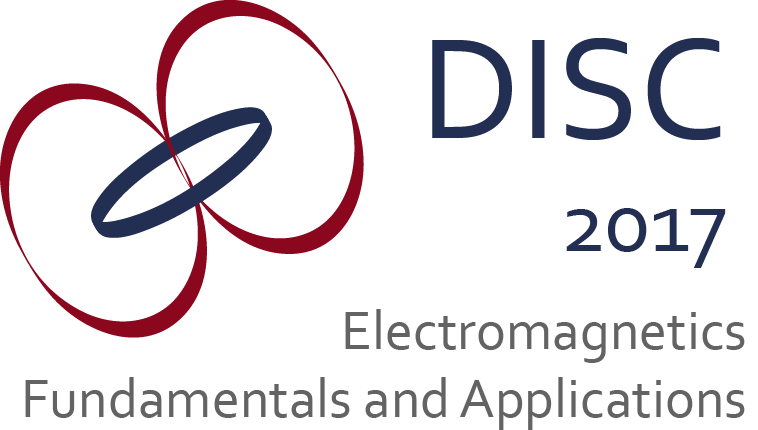 DISC
2017
Electromagnetics
Fundamentals and Applications